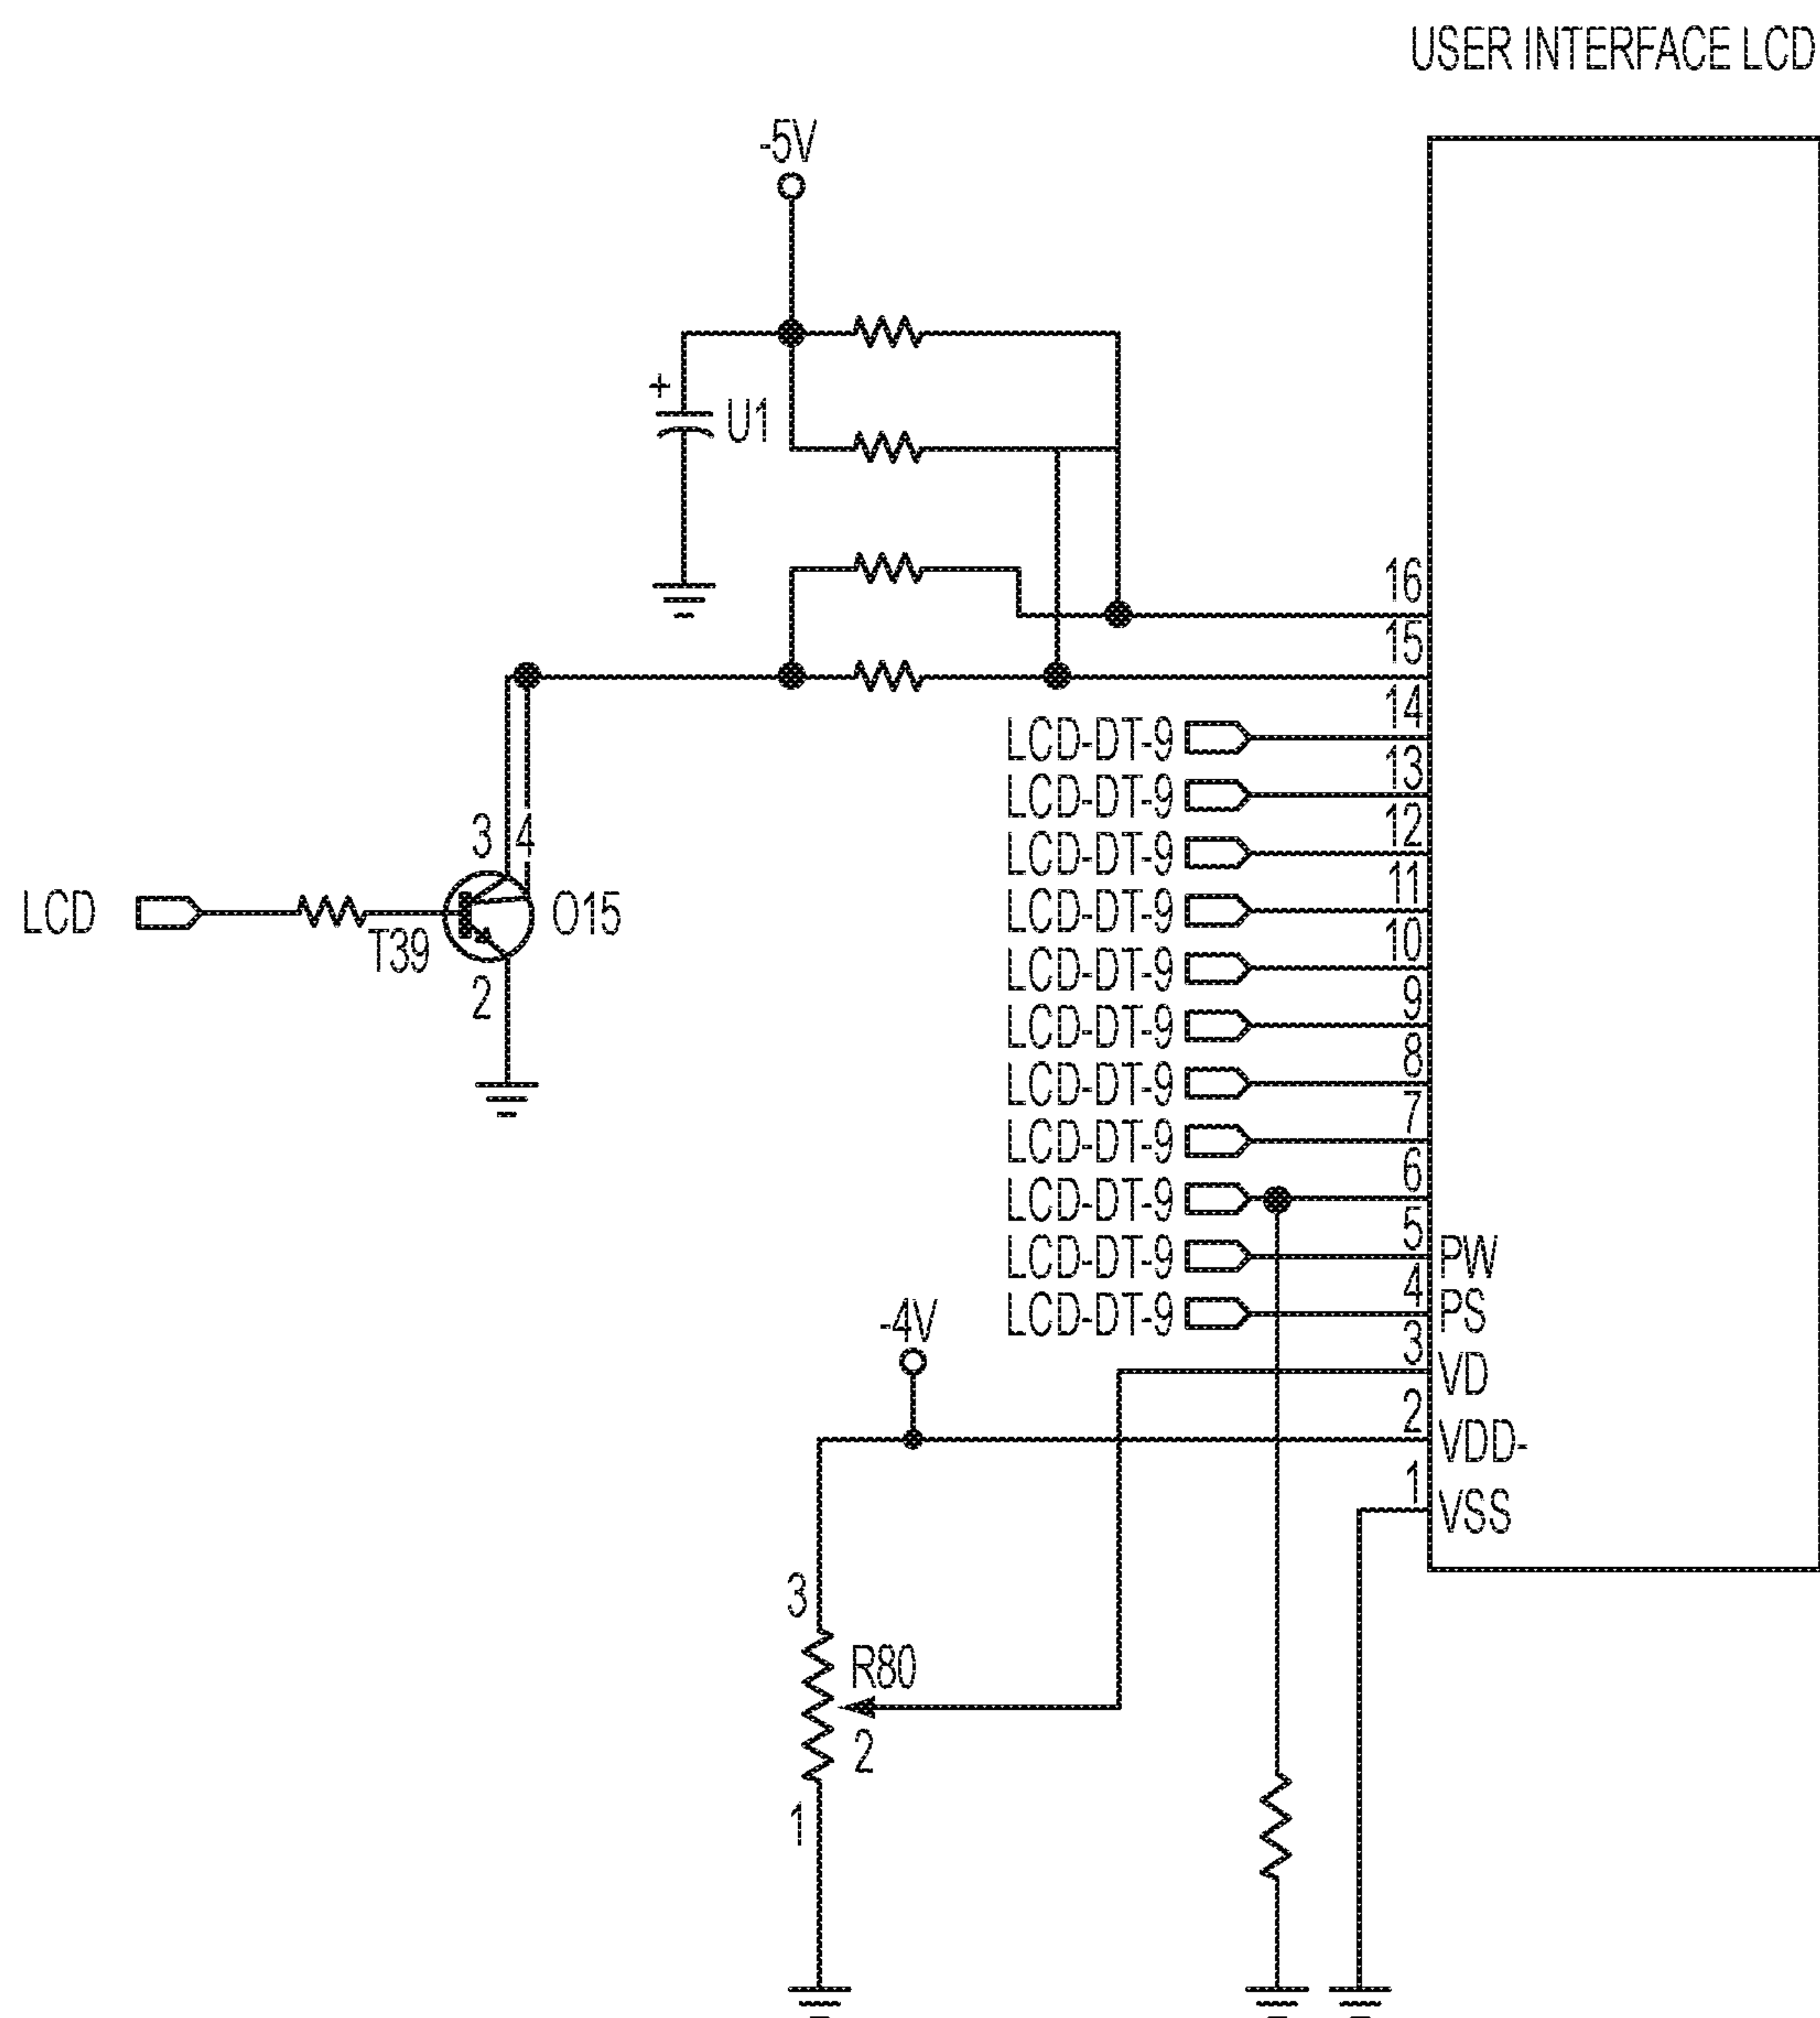 USER INTERFACE LCD
-5V
+
U1
16
15
14
LCD-DT-9
13
LCD-DT-9
12
LCD-DT-9
11
LCD-DT-9
10
LCD-DT-9
9
LCD-DT-9
8
LCD-DT-9
7
LCD-DT-9
6
LCD-DT-9
5
LCD-DT-9
PW
4
LCD-DT-9
PS
3
VD
2
VDD-
1
VSS
3 4
LCD
T39
O15
2
-4V
3
R80
2
1